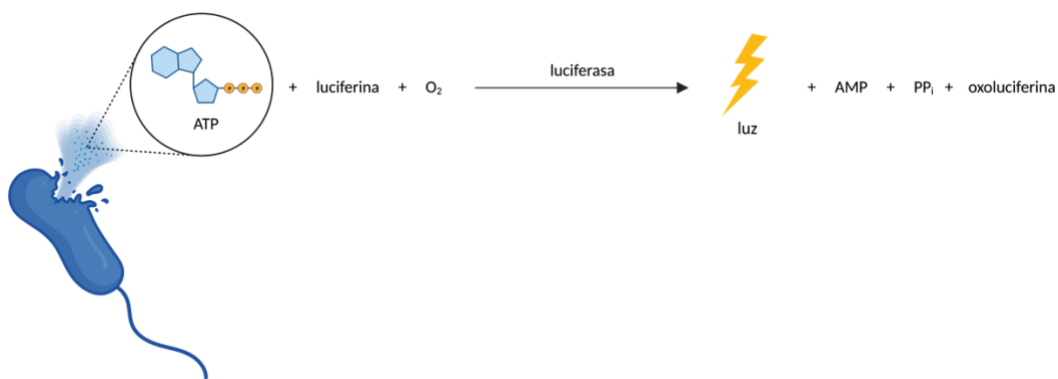 P P P
ATP + luciferina + O₂ luciferasa luz + AMP + PPᵢ + oxoluciferina